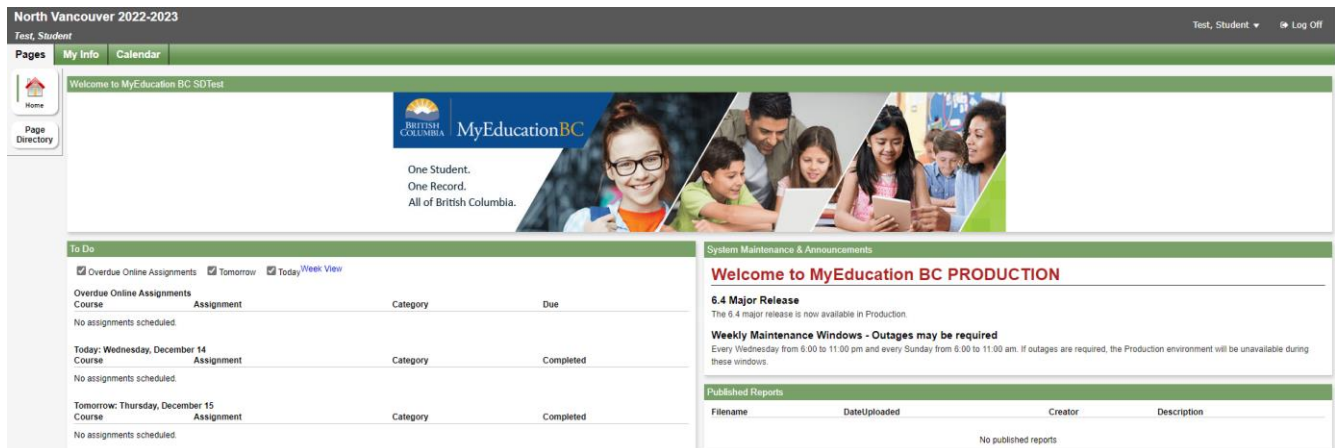 North Vancouver 2022-2023
Test, Student
Test, Student
Log Off
Pages
My Info
Calendar
Home
Page
Directory
Welcome to MyEducation BC SDTest
BRITISH
COLUMBIA
MyEducationBC
One Student.
One Record.
All of British Columbia.
To Do
Overdue Online Assignments Tomorrow Today Week View
Overdue Online Assignments
Course Assignment Category Due
No assignments scheduled.
Today: Wednesday, December 14
Course Assignment Category Completed
No assignments scheduled.
Tomorrow: Thursday, December 15
Course Assignment Category Completed
No assignments scheduled.
System Maintenance & Announcements
Welcome to MyEducation BC PRODUCTION
6.4 Major Release
The 6.4 major release is now available in Production.
Weekly Maintenance Windows - Outages may be required
Every Wednesday from 6:00 to 11:00 pm and every Sunday from 6:00 to 11:00 am. If outages are required, the Production environment will be unavailable during
these windows.
Published Reports
Filename DateUploaded Creator Description
No published reports